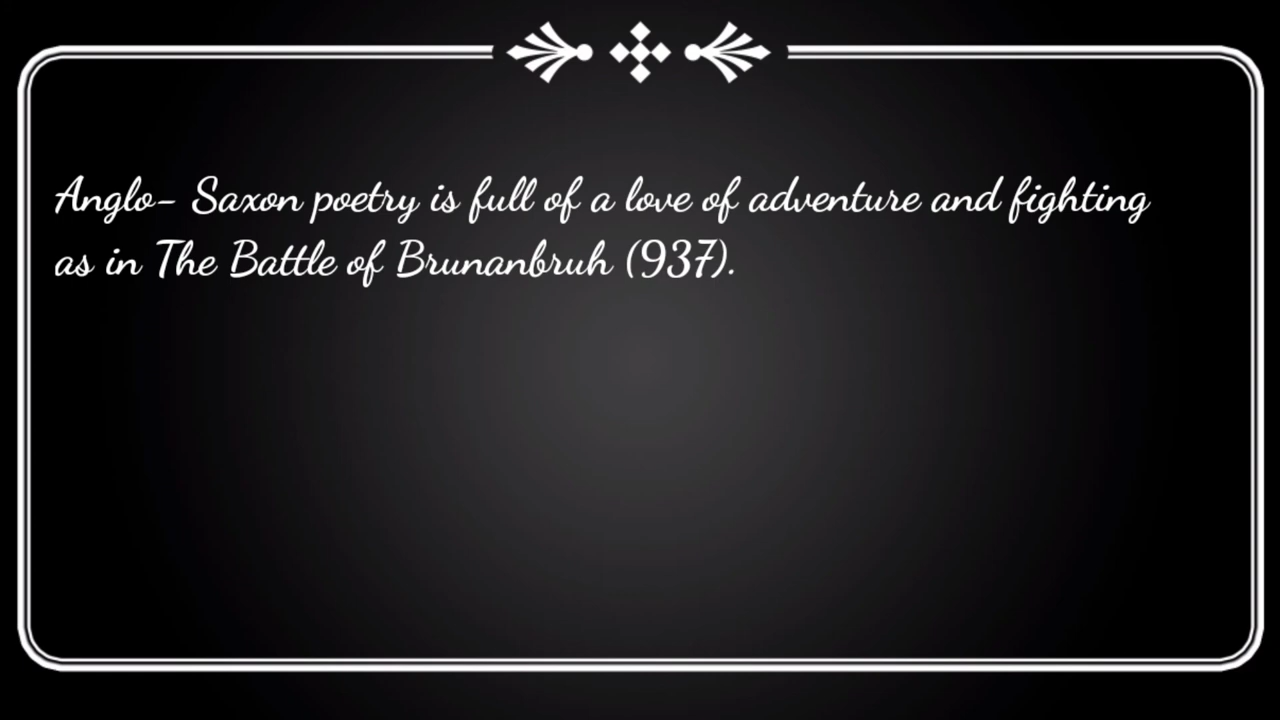 Anglo- Saxon poetry is full of a love of adventure and fighting
as in The Battle of Brunanbruh (937).